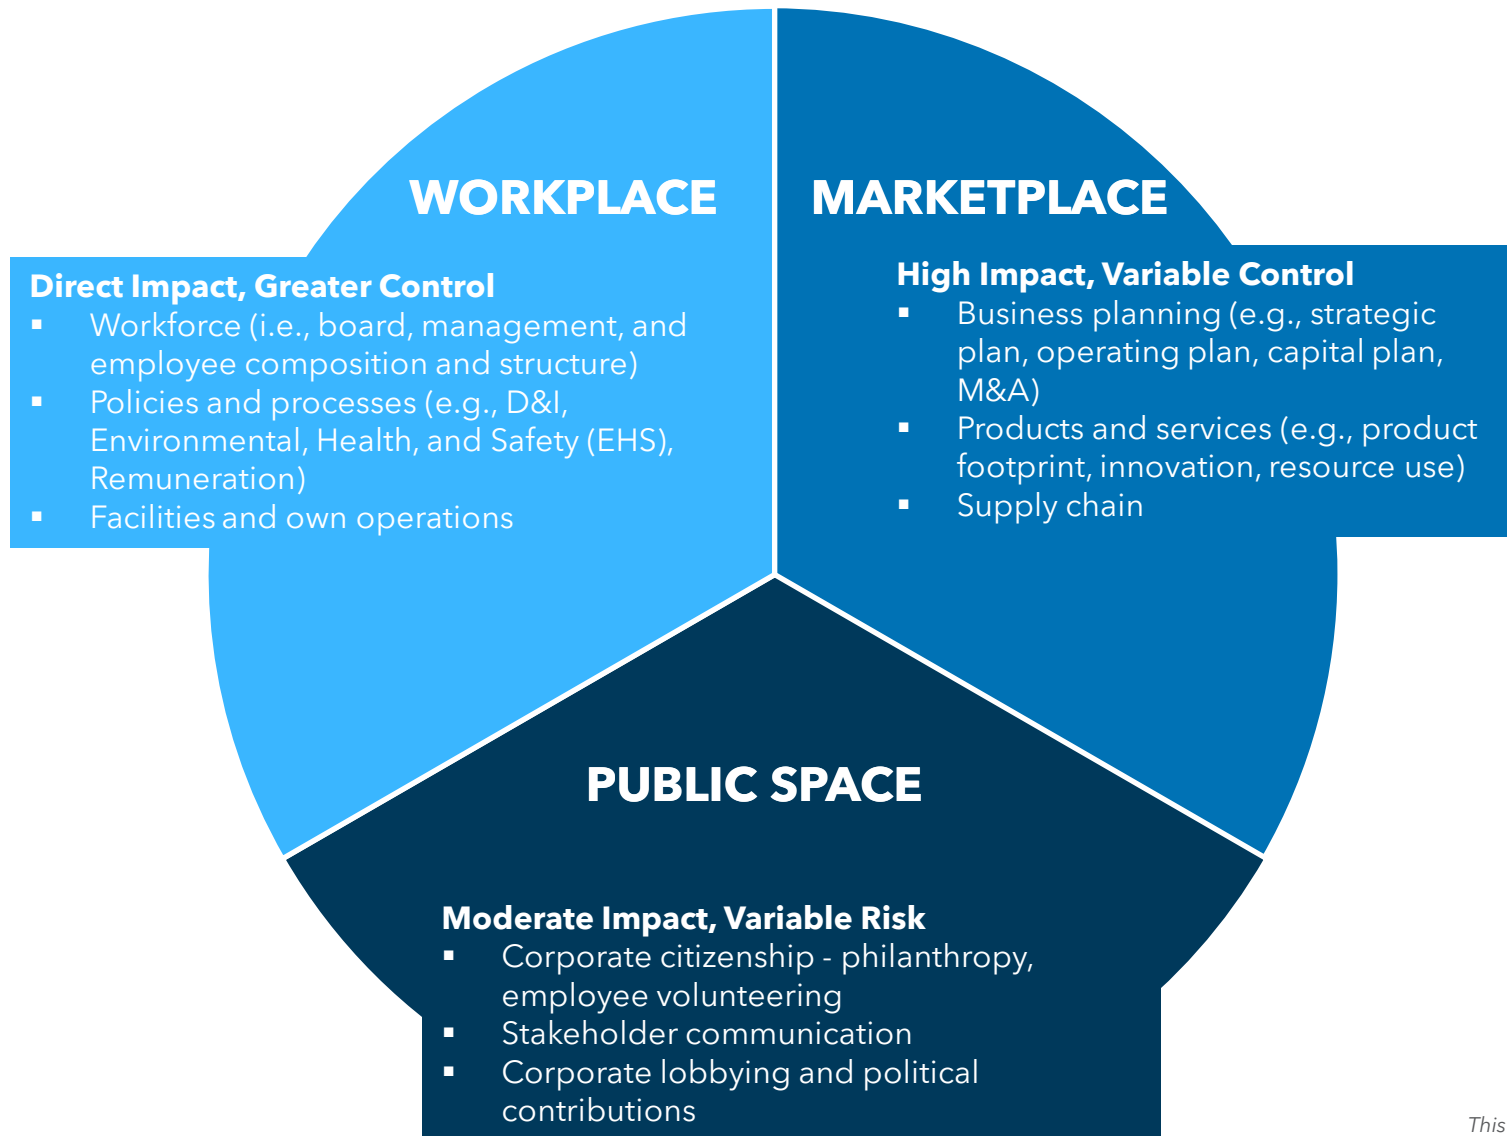 WORKPLACE
Direct Impact, Greater Control
▪ Workforce (i.e., board, management, and
employee composition and structure)
▪ Policies and processes (e.g., D&I,
Environmental, Health, and Safety (EHS),
Remuneration)
▪ Facilities and own operations
MARKETPLACE
High Impact, Variable Control
▪ Business planning (e.g., strategic
plan, operating plan, capital plan,
M&A)
▪ Products and services (e.g., product
footprint, innovation, resource use)
▪ Supply chain
PUBLIC SPACE
Moderate Impact, Variable Risk
▪ Corporate citizenship - philanthropy,
employee volunteering
▪ Stakeholder communication
▪ Corporate lobbying and political
contributions
This